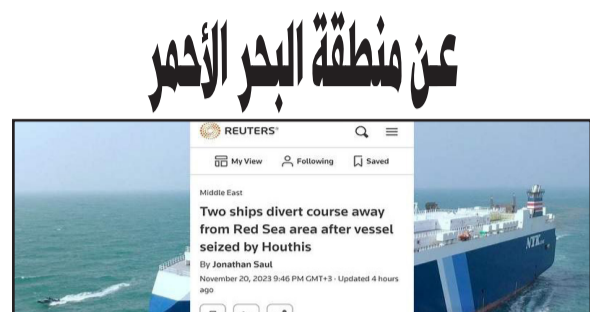 عن منطقة البحر الأحمر
REUTERS
My View Following Saved
Middle East
Two ships divert course away
from Red Sea area after vessel
seized by Houthis
By Jonathan Saul
November 20, 2023 9:46 PM GMT+3 · Updated 4 hours
ago
NYK